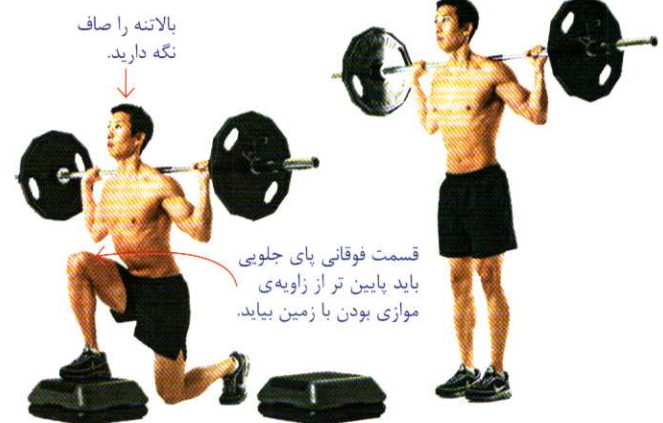 بالاتنه را صاف
نگه دارید.
قسمت فوقانی پای جلویی
باید پایین تر از زاویه‌ی
موازی بودن با زمین بیاید.